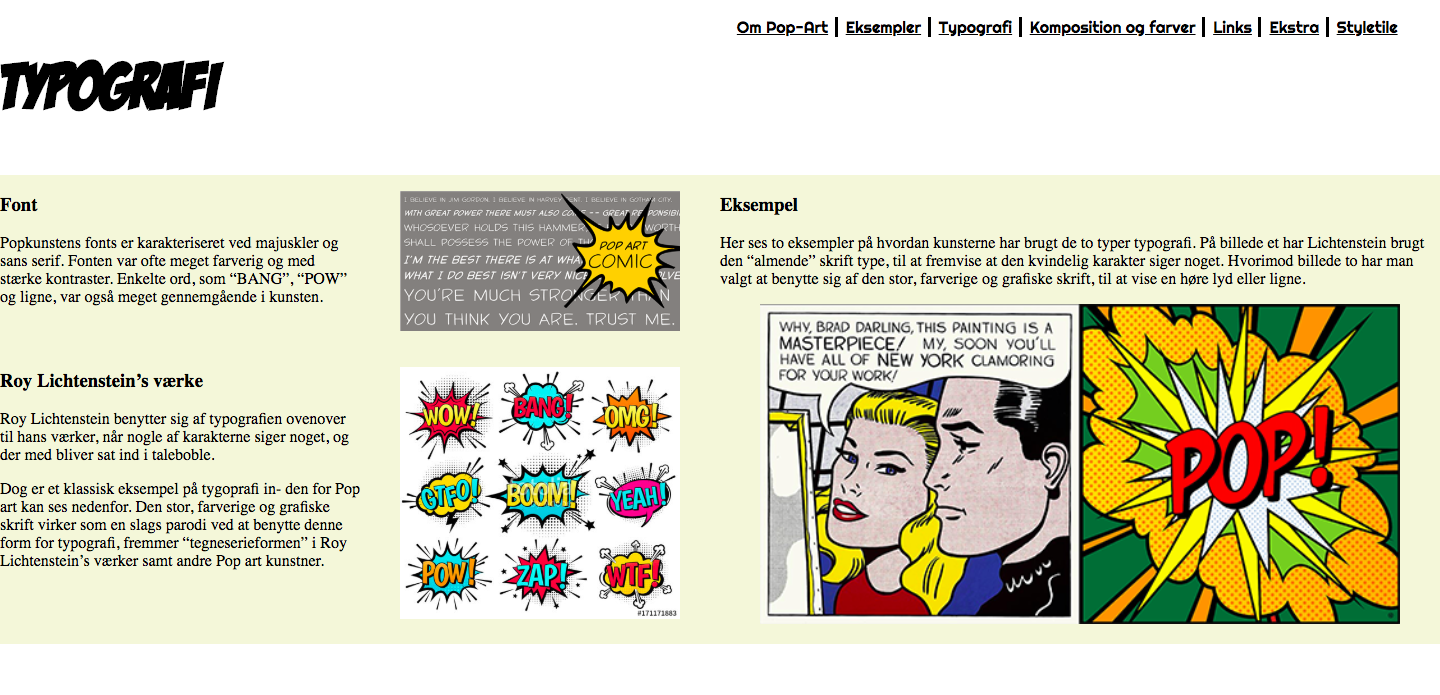 Om Pop-Art
Eksempler
Typografi
Komposition og farver
Links
Ekstra
Styletile
TYPOGRAFI
Font
Popkunstens fonts er karakteriseret ved majuskler og
sans serif. Fonten var ofte meget farverig og med
stærke kontraster. Enkelte ord, som “BANG”, “POW”
og ligne, var også meget gennemgående i kunsten.
I BELIEVE IN JIM GORDON. I BELIEVE IN HARVEY ENT. I BELIEVE IN GOTHAM CITY.
WITH GREAT POWER THERE MUST ALSO CO -- GREAT RESPONSIBI
WHOSOEVER HOLDS THIS HAMMER, WORTH
SHALL POSSESS THE POWER OF TH
I'M THE BEST THERE IS AT WHA
WHAT I DO BEST ISN'T VERY NICE OLVE
YOU'RE MUCH STRONGER THAN
YOU THINK YOU ARE. TRUST ME.
POP ART
COMIC
Roy Lichtenstein’s værke
Roy Lichtenstein benytter sig af typografien ovenover
til hans værker, når nogle af karakterne siger noget, og
der med bliver sat ind i taleboble.
Dog er et klassisk eksempel på tygoprafi in- den for Pop
art kan ses nedenfor. Den stor, farverige og grafiske
skrift virker som en slags parodi ved at benytte denne
form for typografi, fremmer “tegneserieformen” i Roy
Lichtenstein’s værker samt andre Pop art kunstner.
WOW!
BANG!
OMG!
GTFO!
BOOM!
YEAH!
POW!
ZAP!
WTF!
#171171883
Eksempel
Her ses to eksempler på hvordan kunsterne har brugt de to typer typografi. På billede et har Lichtenstein brugt
den “almende” skrift type, til at fremvise at den kvindelig karakter siger noget. Hvorimod billede to har man
valgt at benytte sig af den stor, farverige og grafiske skrift, til at vise en høre lyd eller ligne.
WHY, BRAD DARLING, THIS PAINTING IS A
MASTERPIECE! MY, SOON YOU'LL
HAVE ALL OF NEW YORK CLAMORING
FOR YOUR WORK!
POP!